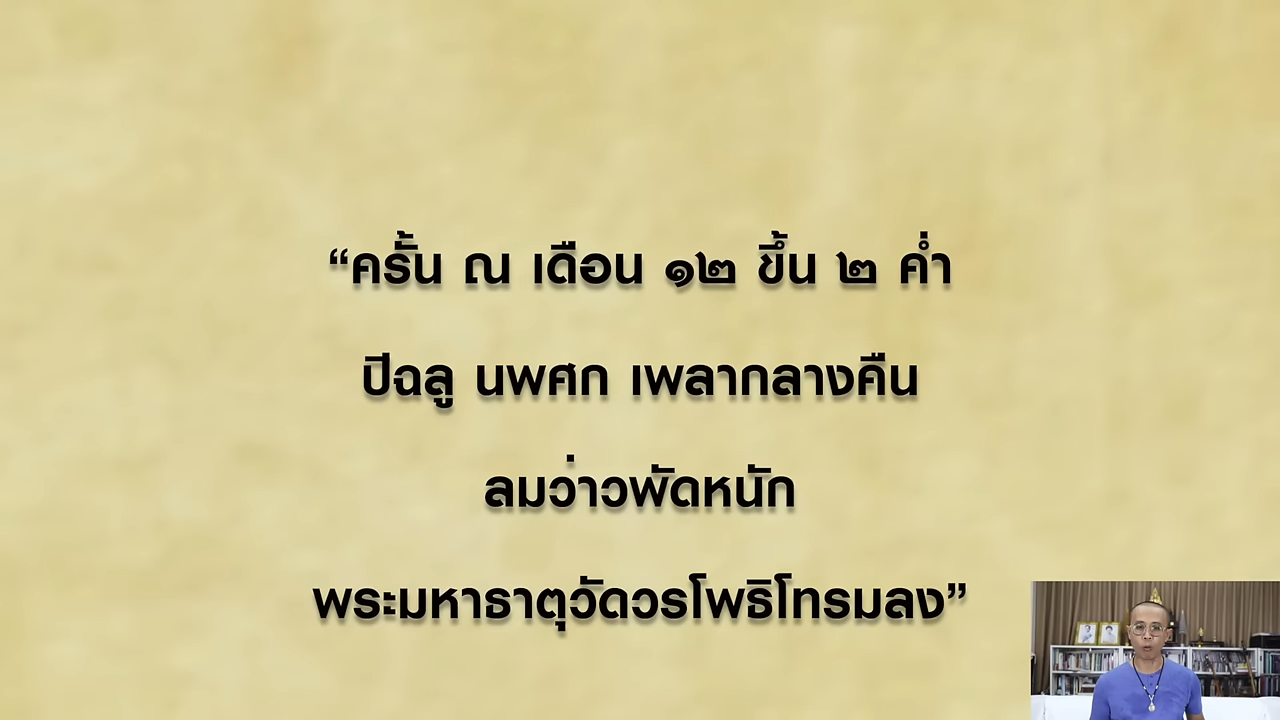 “ครั้น ณ เดือน ๑๒ ขึ้น ๒ ค่ำ
ปีฉลู นพศก เพลากลางคืน
ลมว่าวพัดหนัก
พระมหาธาตุวัดวรโพธิโทรมลง”